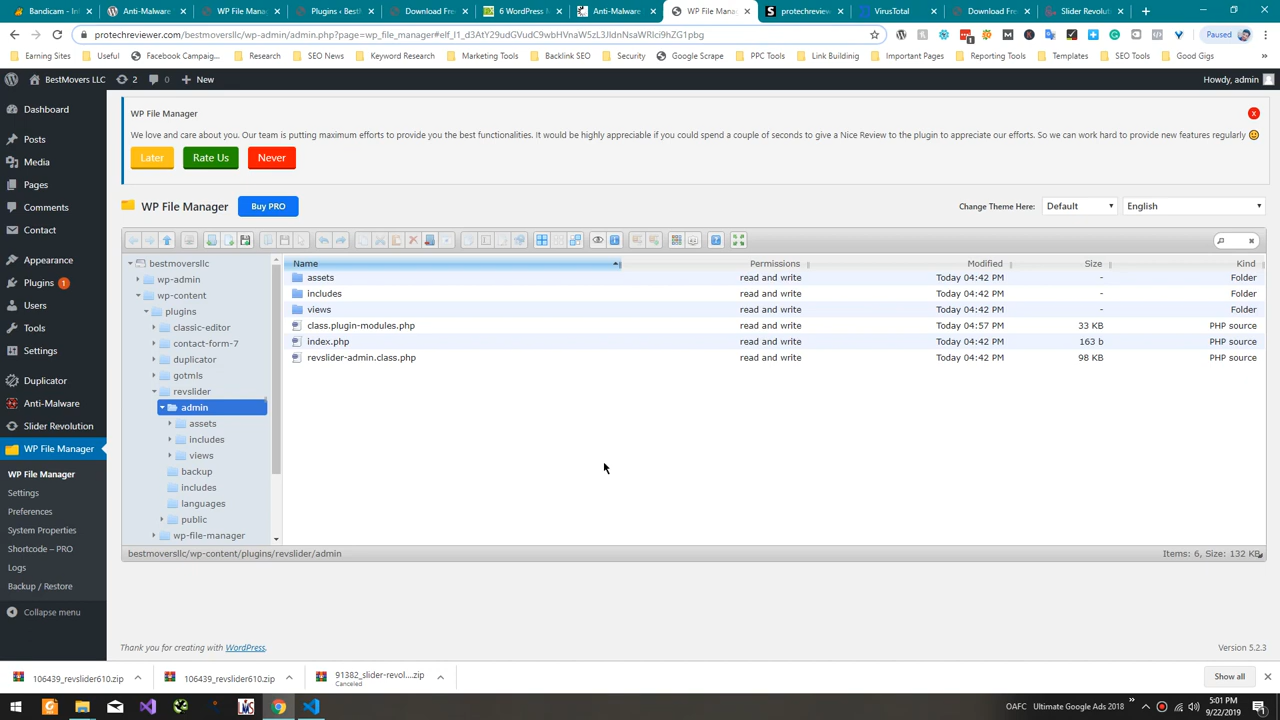 Bandicam - In
Anti-Malware
WP File Manage
Plugins ‹ Bestl
Download Free
6 WordPress M
Anti-Malware
WP File Manag
protechreview
VirusTotal
Download Free
Slider Revoluti
protechreviewer.com/bestmoversllc/wp-admin/admin.php?page=wp_file_manager#elf_l1_d3AtY29udGVudC9wbHVnaW5zL3JldnNsaWRlci9hZG1pbg
Paused
Earning Sites
Useful
Facebook Campaig...
Research
SEO News
Keyword Research
Marketing Tools
Backlink SEO
Security
Google Scrape
PPC Tools
Link Building
Important Pages
Reporting Tools
Templates
SEO Tools
Good Gigs
BestMovers LLC
2
0
New
Howdy, admin
Dashboard
Posts
Media
Pages
Comments
Contact
Appearance
Plugins 1
Users
Tools
Settings
Duplicator
Anti-Malware
Slider Revolution
WP File Manager
WP File Manager
Settings
Preferences
System Properties
Shortcode – PRO
Logs
Backup / Restore
Collapse menu
WP File Manager
x
We love and care about you. Our team is putting maximum efforts to provide you the best functionalities. It would be highly appreciable if you could spend a couple of seconds to give a Nice Review to the plugin to appreciate our efforts. So we can work hard to provide new features regularly
Later
Rate Us
Never
WP File Manager
Buy PRO
Change Theme Here:
Default
English
bestmoversllc
wp-admin
wp-content
plugins
classic-editor
contact-form-7
duplicator
gotmls
revslider
admin
assets
includes
views
backup
includes
languages
public
wp-file-manager
Name Permissions Modified Size Kind
assets read and write Today 04:42 PM - Folder
includes read and write Today 04:42 PM - Folder
views read and write Today 04:42 PM - Folder
class.plugin-modules.php read and write Today 04:57 PM 33 KB PHP source
index.php read and write Today 04:42 PM 163 b PHP source
revslider-admin.class.php read and write Today 04:42 PM 98 KB PHP source
bestmoversllc/wp-content/plugins/revslider/admin
Items: 6, Size: 132 KB
Thank you for creating with WordPress.
Version 5.2.3
106439_revslider610.zip
106439_revslider610.zip
91382_slider-revol....zip
Canceled
Show all
OAFC
Ultimate Google Ads 2018
5:01 PM
9/22/2019